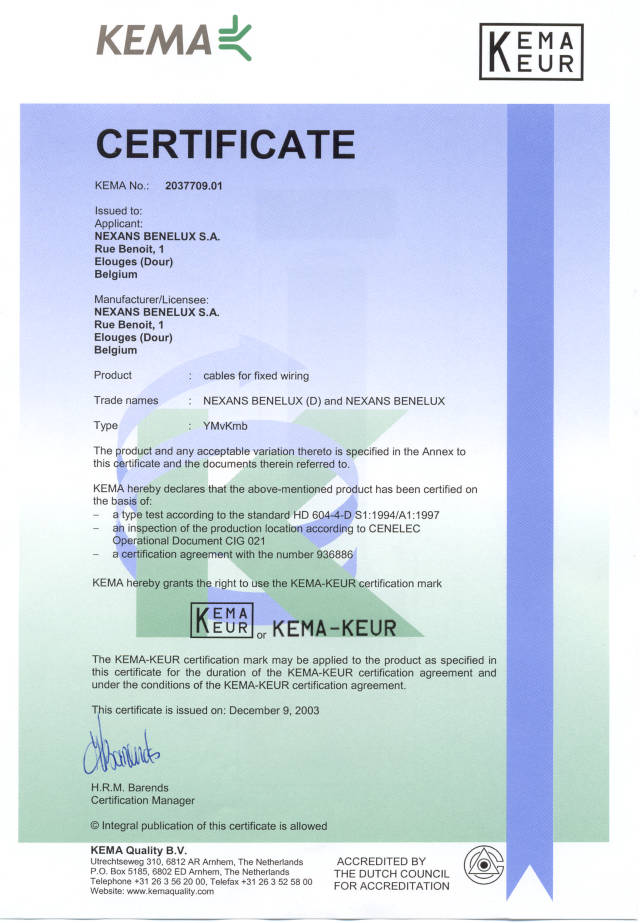 KEMA
KEMA
KEUR
CERTIFICATE
KEMA No.: 2037709.01
Issued to:
Applicant:
NEXANS BENELUX S.A.
Rue Benoit, 1
Elouges (Dour)
Belgium
Manufacturer/Licensee:
NEXANS BENELUX S.A.
Rue Benoit, 1
Elouges (Dour)
Belgium
Product : cables for fixed wiring
Trade names : NEXANS BENELUX (D) and NEXANS BENELUX
Type : YMvKmb
The product and any acceptable variation thereto is specified in the Annex to
this certificate and the documents therein referred to.
KEMA hereby declares that the above-mentioned product has been certified on
the basis of:
– a type test according to the standard HD 604-4-D S1:1994/A1:1997
– an inspection of the production location according to CENELEC
Operational Document CIG 021
– a certification agreement with the number 936886
KEMA hereby grants the right to use the KEMA-KEUR certification mark
KEMA
KEUR or KEMA-KEUR
The KEMA-KEUR certification mark may be applied to the product as specified in
this certificate for the duration of the KEMA-KEUR certification agreement and
under the conditions of the KEMA-KEUR certification agreement.
This certificate is issued on: December 9, 2003
HRBarends
H.R.M. Barends
Certification Manager
© Integral publication of this certificate is allowed
KEMA Quality B.V.
Utrechtseweg 310, 6812 AR Arnhem, The Netherlands
P.O. Box 5185, 6802 ED Arnhem, The Netherlands
Telephone +31 26 3 56 20 00, Telefax +31 26 3 52 58 00
Website: www.kemaquality.com
ACCREDITED BY
THE DUTCH COUNCIL
FOR ACCREDITATION